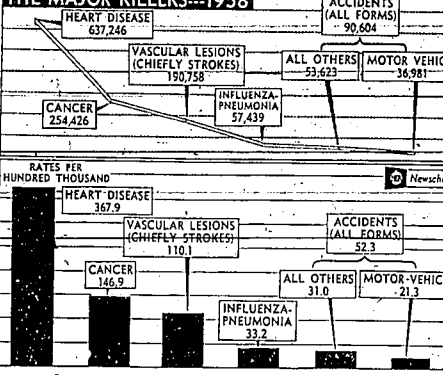 THE MAJOR KILLERS---1958
HEART DISEASE
637,246
ACCIDENTS
(ALL FORMS)
90,604
VASCULAR LESIONS
(CHIEFLY STROKES)
190,758
ALL OTHERS
53,623
MOTOR VEHIC
36,981
CANCER
254,426
INFLUENZA-
PNEUMONIA
57,439
RATES PER
HUNDRED THOUSAND
Newscha
HEART DISEASE
367.9
VASCULAR LESIONS
(CHIEFLY STROKES)
110.1
ACCIDENTS
(ALL FORMS)
52.3
CANCER
146.9
ALL OTHERS
31.0
MOTOR-VEHIC
21.3
INFLUENZA-
PNEUMONIA
33.2